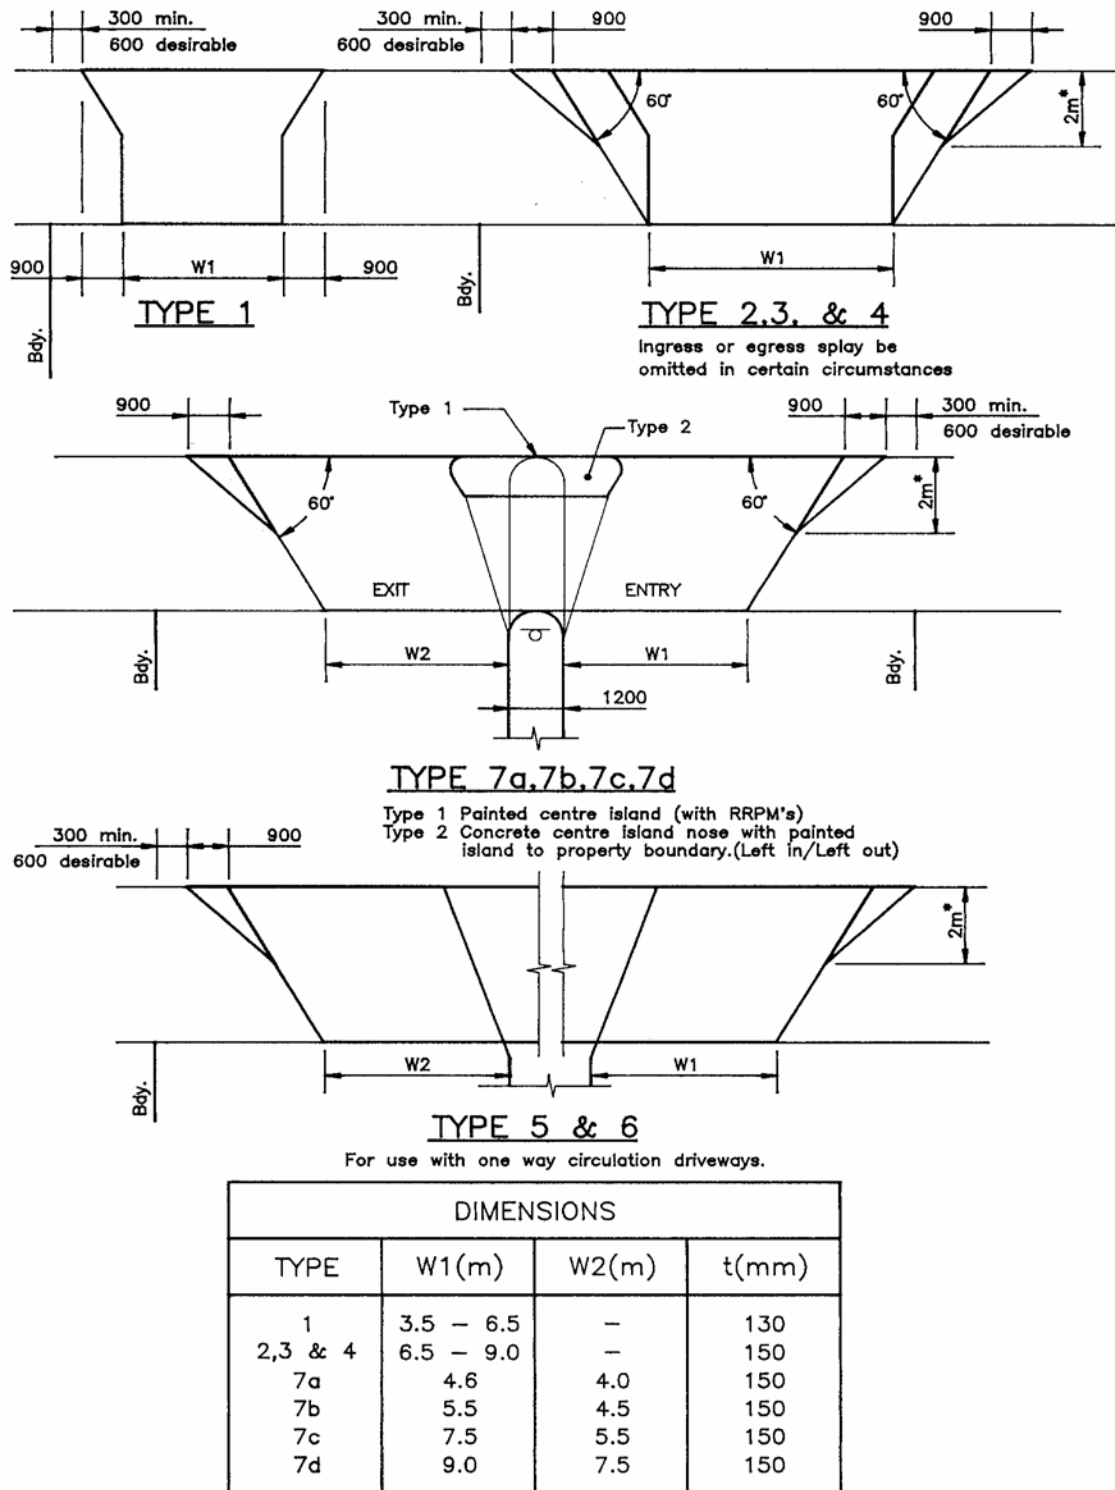 300 min.
600 desirable
300 min.
600 desirable
900
900
60°
60°
2m*
900
W1
900
W1
Bdy.
Bdy.
TYPE 1
TYPE 2,3, & 4
Ingress or egress splay be
omitted in certain circumstances
900
Type 1
Type 2
900
300 min.
600 desirable
60°
60°
2m*
EXIT
ENTRY
Bdy.
W2
W1
Bdy.
1200
TYPE 7a,7b,7c,7d
Type 1 Painted centre island (with RRPM's)
Type 2 Concrete centre island nose with painted
island to property boundary.(Left in/Left out)
300 min.
600 desirable
900
2m*
Bdy.
W2
W1
TYPE 5 & 6
For use with one way circulation driveways.
DIMENSIONS
TYPE W1(m) W2(m) t(mm)
1 3.5 – 6.5 – 130
2,3 & 4 6.5 – 9.0 – 150
7a 4.6 4.0 150
7b 5.5 4.5 150
7c 7.5 5.5 150
7d 9.0 7.5 150